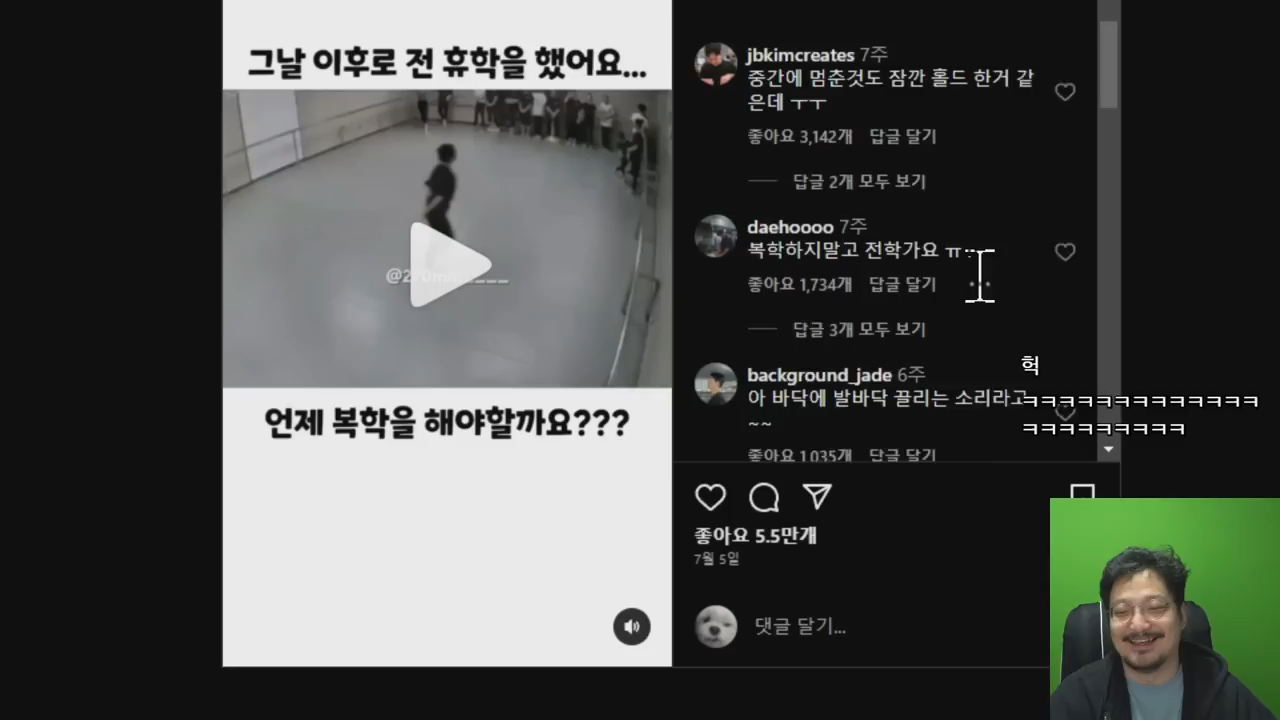 그날 이후로 전 휴학을 했어요...
언제 복학을 해야할까요???
jbkimcreates 7주
중간에 멈춘것도 잠깐 홀드 한거 같
은데 ㅜㅜ
좋아요 3,142개 답글 달기
답글 2개 모두 보기
daehoooo 7주
복학하지말고 전학가요 ㅠ
좋아요 1,734개 답글 달기
답글 3개 모두 보기
background_jade 6주
아 바닥에 발바닥 끌리는 소리라고
~~
좋아요 1,035개 답글 달기
헉
ㅋㅋㅋㅋㅋㅋㅋㅋㅋㅋㅋㅋㅋ
ㅋㅋㅋㅋㅋㅋㅋㅋㅋ
좋아요 5.5만개
7월 5일
댓글 달기...